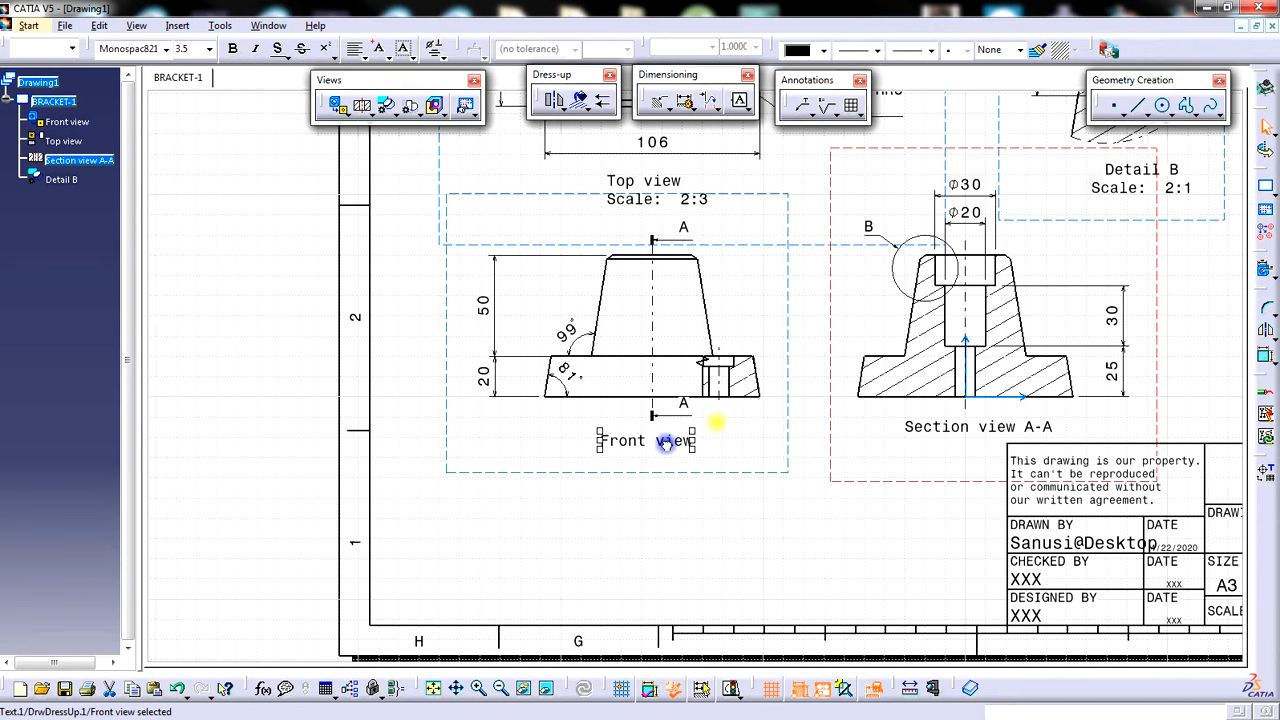 CATIA V5 - [Drawing1]
Start File Edit View Insert Tools Window Help
Monospac821 3.5 B I S (no tolerance) 1.0000 None
BRACKET-1
Views Dress-up Dimensioning Annotations Geometry Creation
Drawing1
BRACKET-1
Front view
Top view
Section view A-A
Detail B
106
Top view
Scale: 2:3
Detail B
Scale: 2:1
Ø30
Ø20
A
B
50
99°
20
81°
A
30
25
2
1
Front view
Section view A-A
This drawing is our property.
It can't be reproduced
or communicated without
our written agreement.
DRAWN BY DATE
Sanusi@Desktop
/22/2020
CHECKED BY DATE SIZE
XXX XXX A3
DESIGNED BY DATE
XXX XXX
H G
Text.1/DrwDressUp.1/Front view selected
CATIA